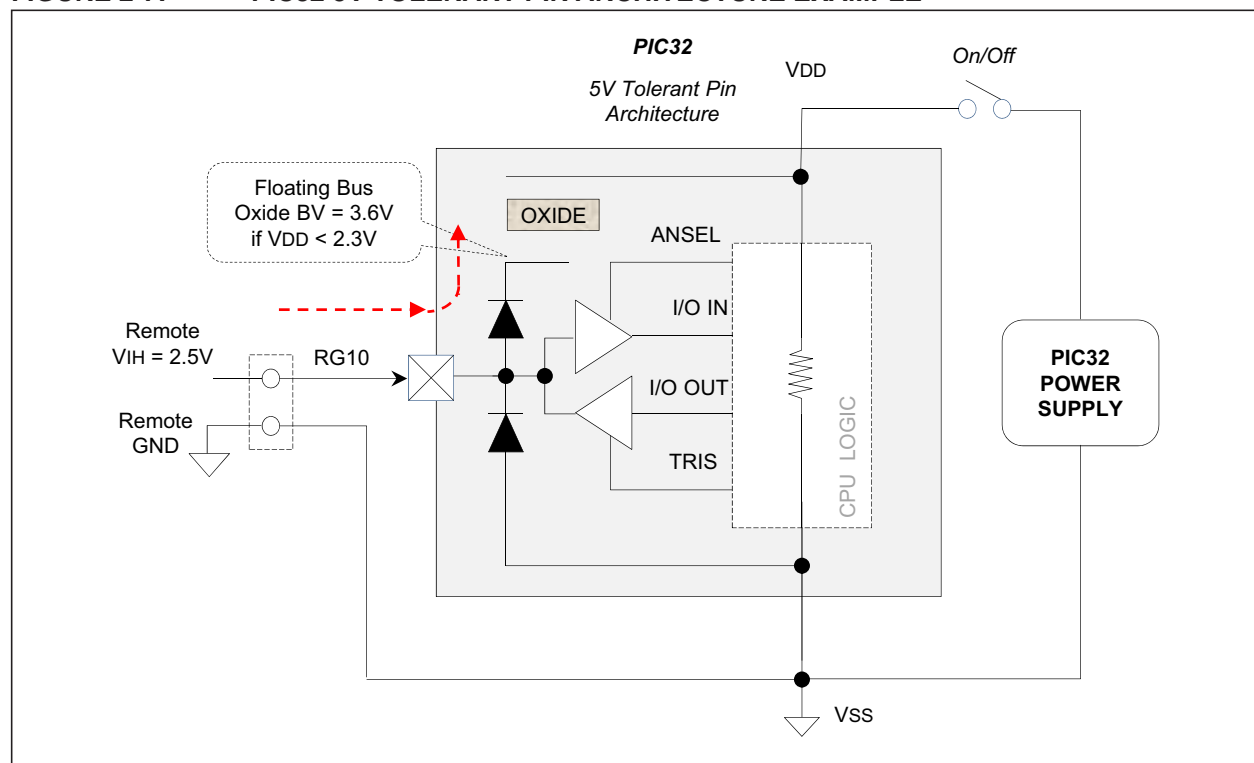 PIC32
5V Tolerant Pin
Architecture
VDD
On/Off
Floating Bus
Oxide BV = 3.6V
if VDD < 2.3V
OXIDE
ANSEL
I/O IN
I/O OUT
TRIS
CPU LOGIC
Remote
VIH = 2.5V
RG10
Remote
GND
PIC32
POWER
SUPPLY
VSS